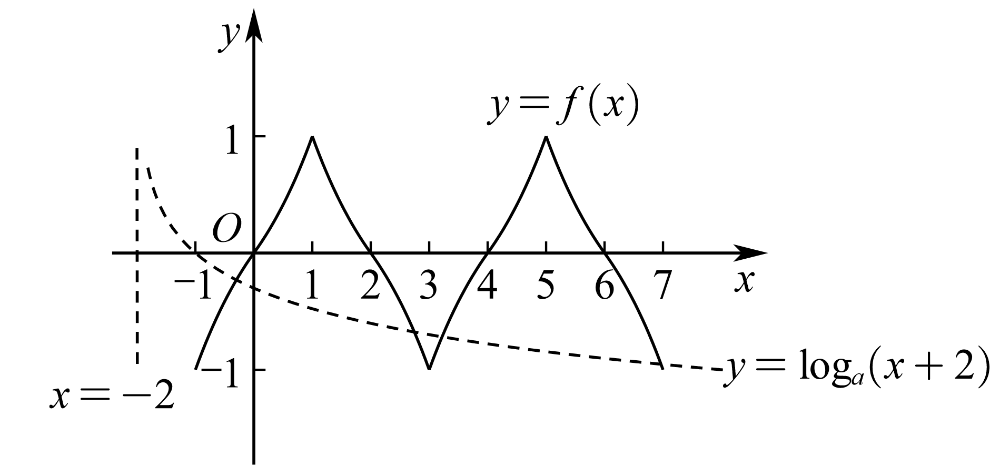 y
y = f(x)
1
O
−1 1 2 3 4 5 6 7 x
−1
y = logₐ(x + 2)
x = −2